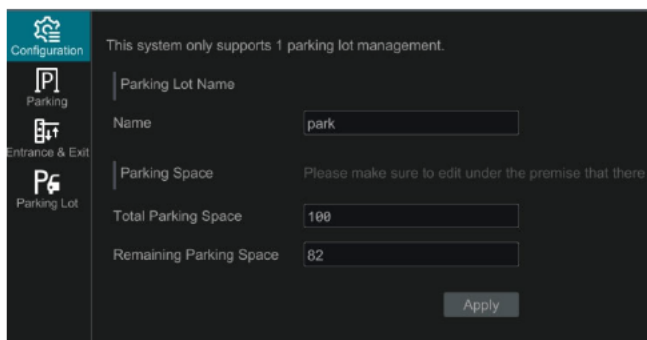 Configuration
Parking
Entrance & Exit
Parking Lot
This system only supports 1 parking lot management.
Parking Lot Name
Name park
Parking Space Please make sure to edit under the premise that there
Total Parking Space 100
Remaining Parking Space 82
Apply